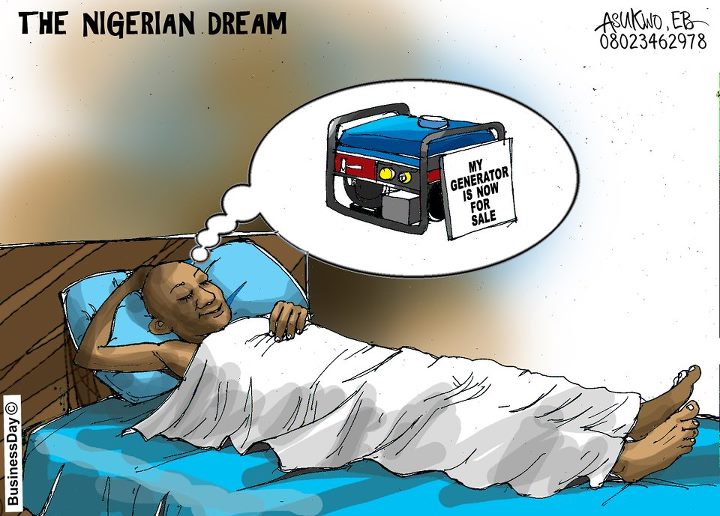 THE NIGERIAN DREAM
ASUKWO, EB
08023462978
MY
GENERATOR
IS NOW
FOR
SALE
BusinessDay ©